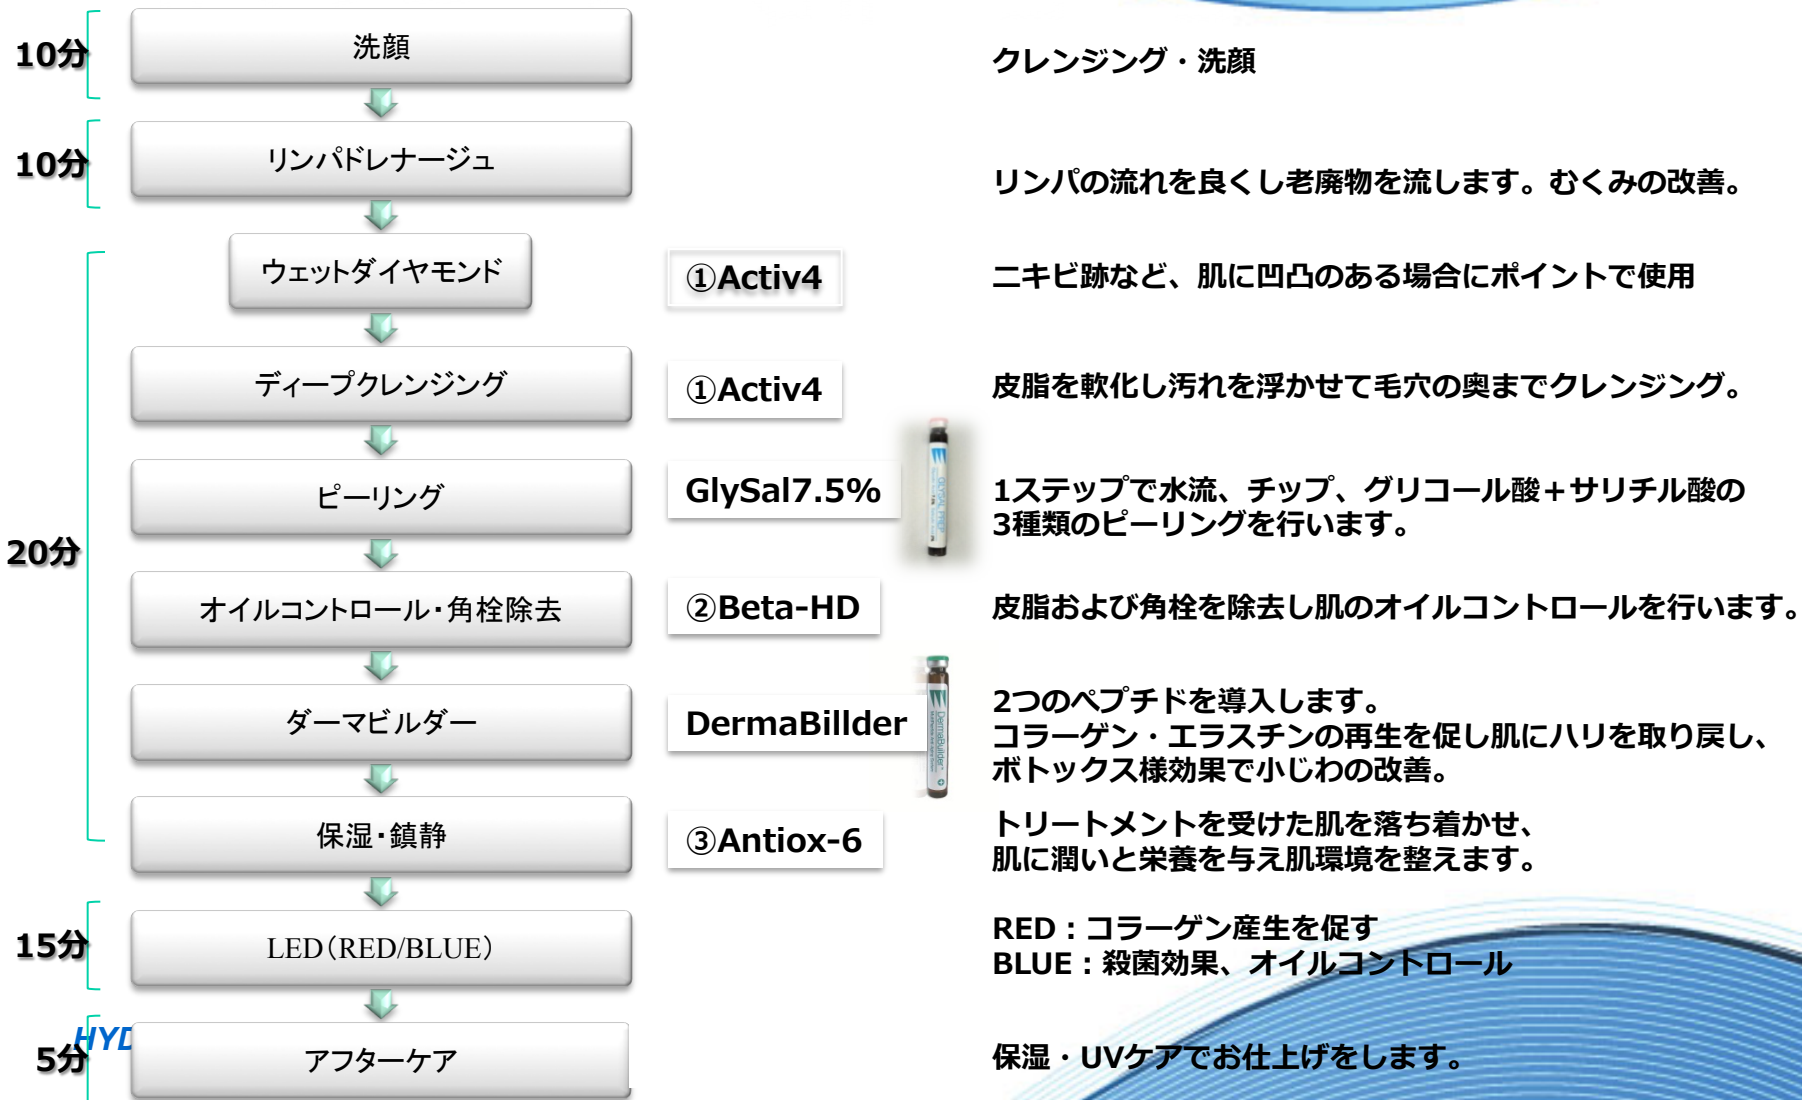 10分
洗顔
クレンジング・洗顔
10分
リンパドレナージュ
リンパの流れを良くし老廃物を流します。むくみの改善。
ウェットダイヤモンド
①Activ4
ニキビ跡など、肌に凹凸のある場合にポイントで使用
ディープクレンジング
①Activ4
皮脂を軟化し汚れを浮かせて毛穴の奥までクレンジング。
20分
ピーリング
GlySal7.5%
GLYSAL PREP
1ステップで水流、チップ、グリコール酸＋サリチル酸の
3種類のピーリングを行います。
オイルコントロール・角栓除去
②Beta-HD
皮脂および角栓を除去し肌のオイルコントロールを行います。
ダーマビルダー
DermaBillder
DermaBuilder
2つのペプチドを導入します。
コラーゲン・エラスチンの再生を促し肌にハリを取り戻し、
ボトックス様効果で小じわの改善。
保湿・鎮静
③Antiox-6
トリートメントを受けた肌を落ち着かせ、
肌に潤いと栄養を与え肌環境を整えます。
15分
LED（RED/BLUE）
RED：コラーゲン産生を促す
BLUE：殺菌効果、オイルコントロール
HYD
5分
アフターケア
保湿・UVケアでお仕上げをします。